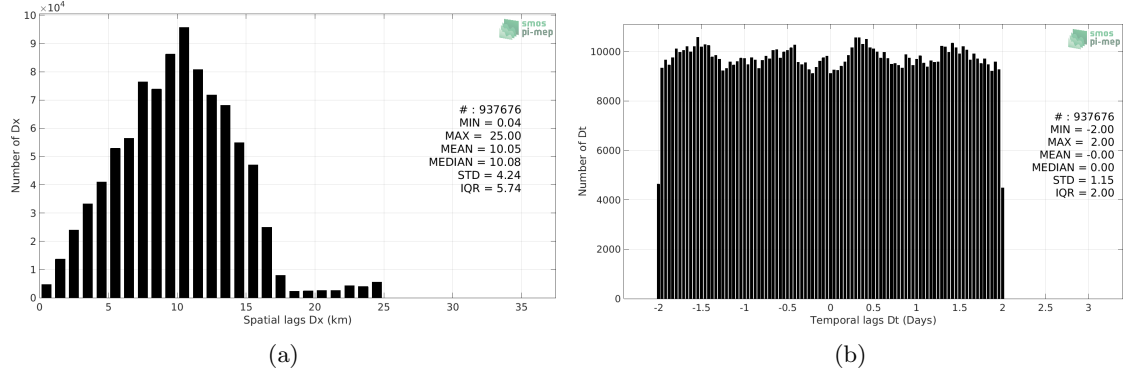 ×10⁴
10
9
8
7
6
5
4
3
2
1
0
0 5 10 15 20 25 30 35
Number of Dx
Spatial lags Dx (km)
smos
pi-mep
# : 937676
MIN = 0.04
MAX = 25.00
MEAN = 10.05
MEDIAN = 10.08
STD = 4.24
IQR = 5.74
(a)
10000
8000
6000
4000
2000
0
-2 -1.5 -1 -0.5 0 0.5 1 1.5 2 2.5 3
Number of Dt
Temporal lags Dt (Days)
smos
pi-mep
# : 937676
MIN = -2.00
MAX = 2.00
MEAN = -0.00
MEDIAN = 0.00
STD = 1.15
IQR = 2.00
(b)